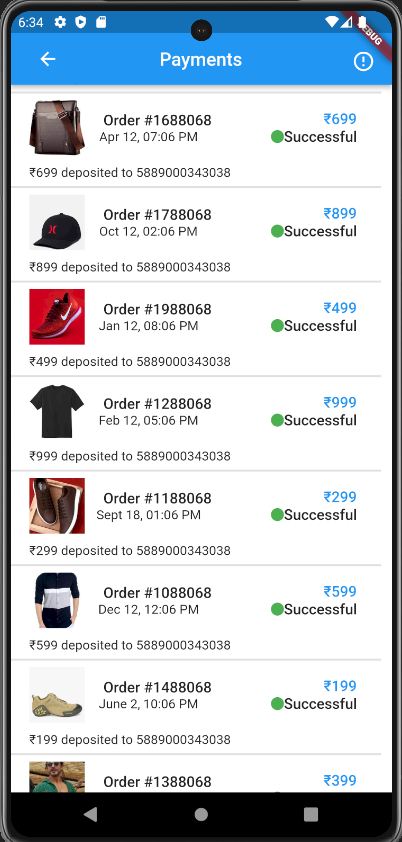 6:34
EBUG
Payments
Order #1688068
₹699
Apr 12, 07:06 PM
Successful
₹699 deposited to 5889000343038
Order #1788068
₹899
Oct 12, 02:06 PM
Successful
₹899 deposited to 5889000343038
Order #1988068
₹499
Jan 12, 08:06 PM
Successful
₹499 deposited to 5889000343038
Order #1288068
₹999
Feb 12, 05:06 PM
Successful
₹999 deposited to 5889000343038
Order #1188068
₹299
Sept 18, 01:06 PM
Successful
₹299 deposited to 5889000343038
Order #1088068
₹599
Dec 12, 12:06 PM
Successful
₹599 deposited to 5889000343038
Order #1488068
₹199
June 2, 10:06 PM
Successful
₹199 deposited to 5889000343038
Order #1388068
₹399